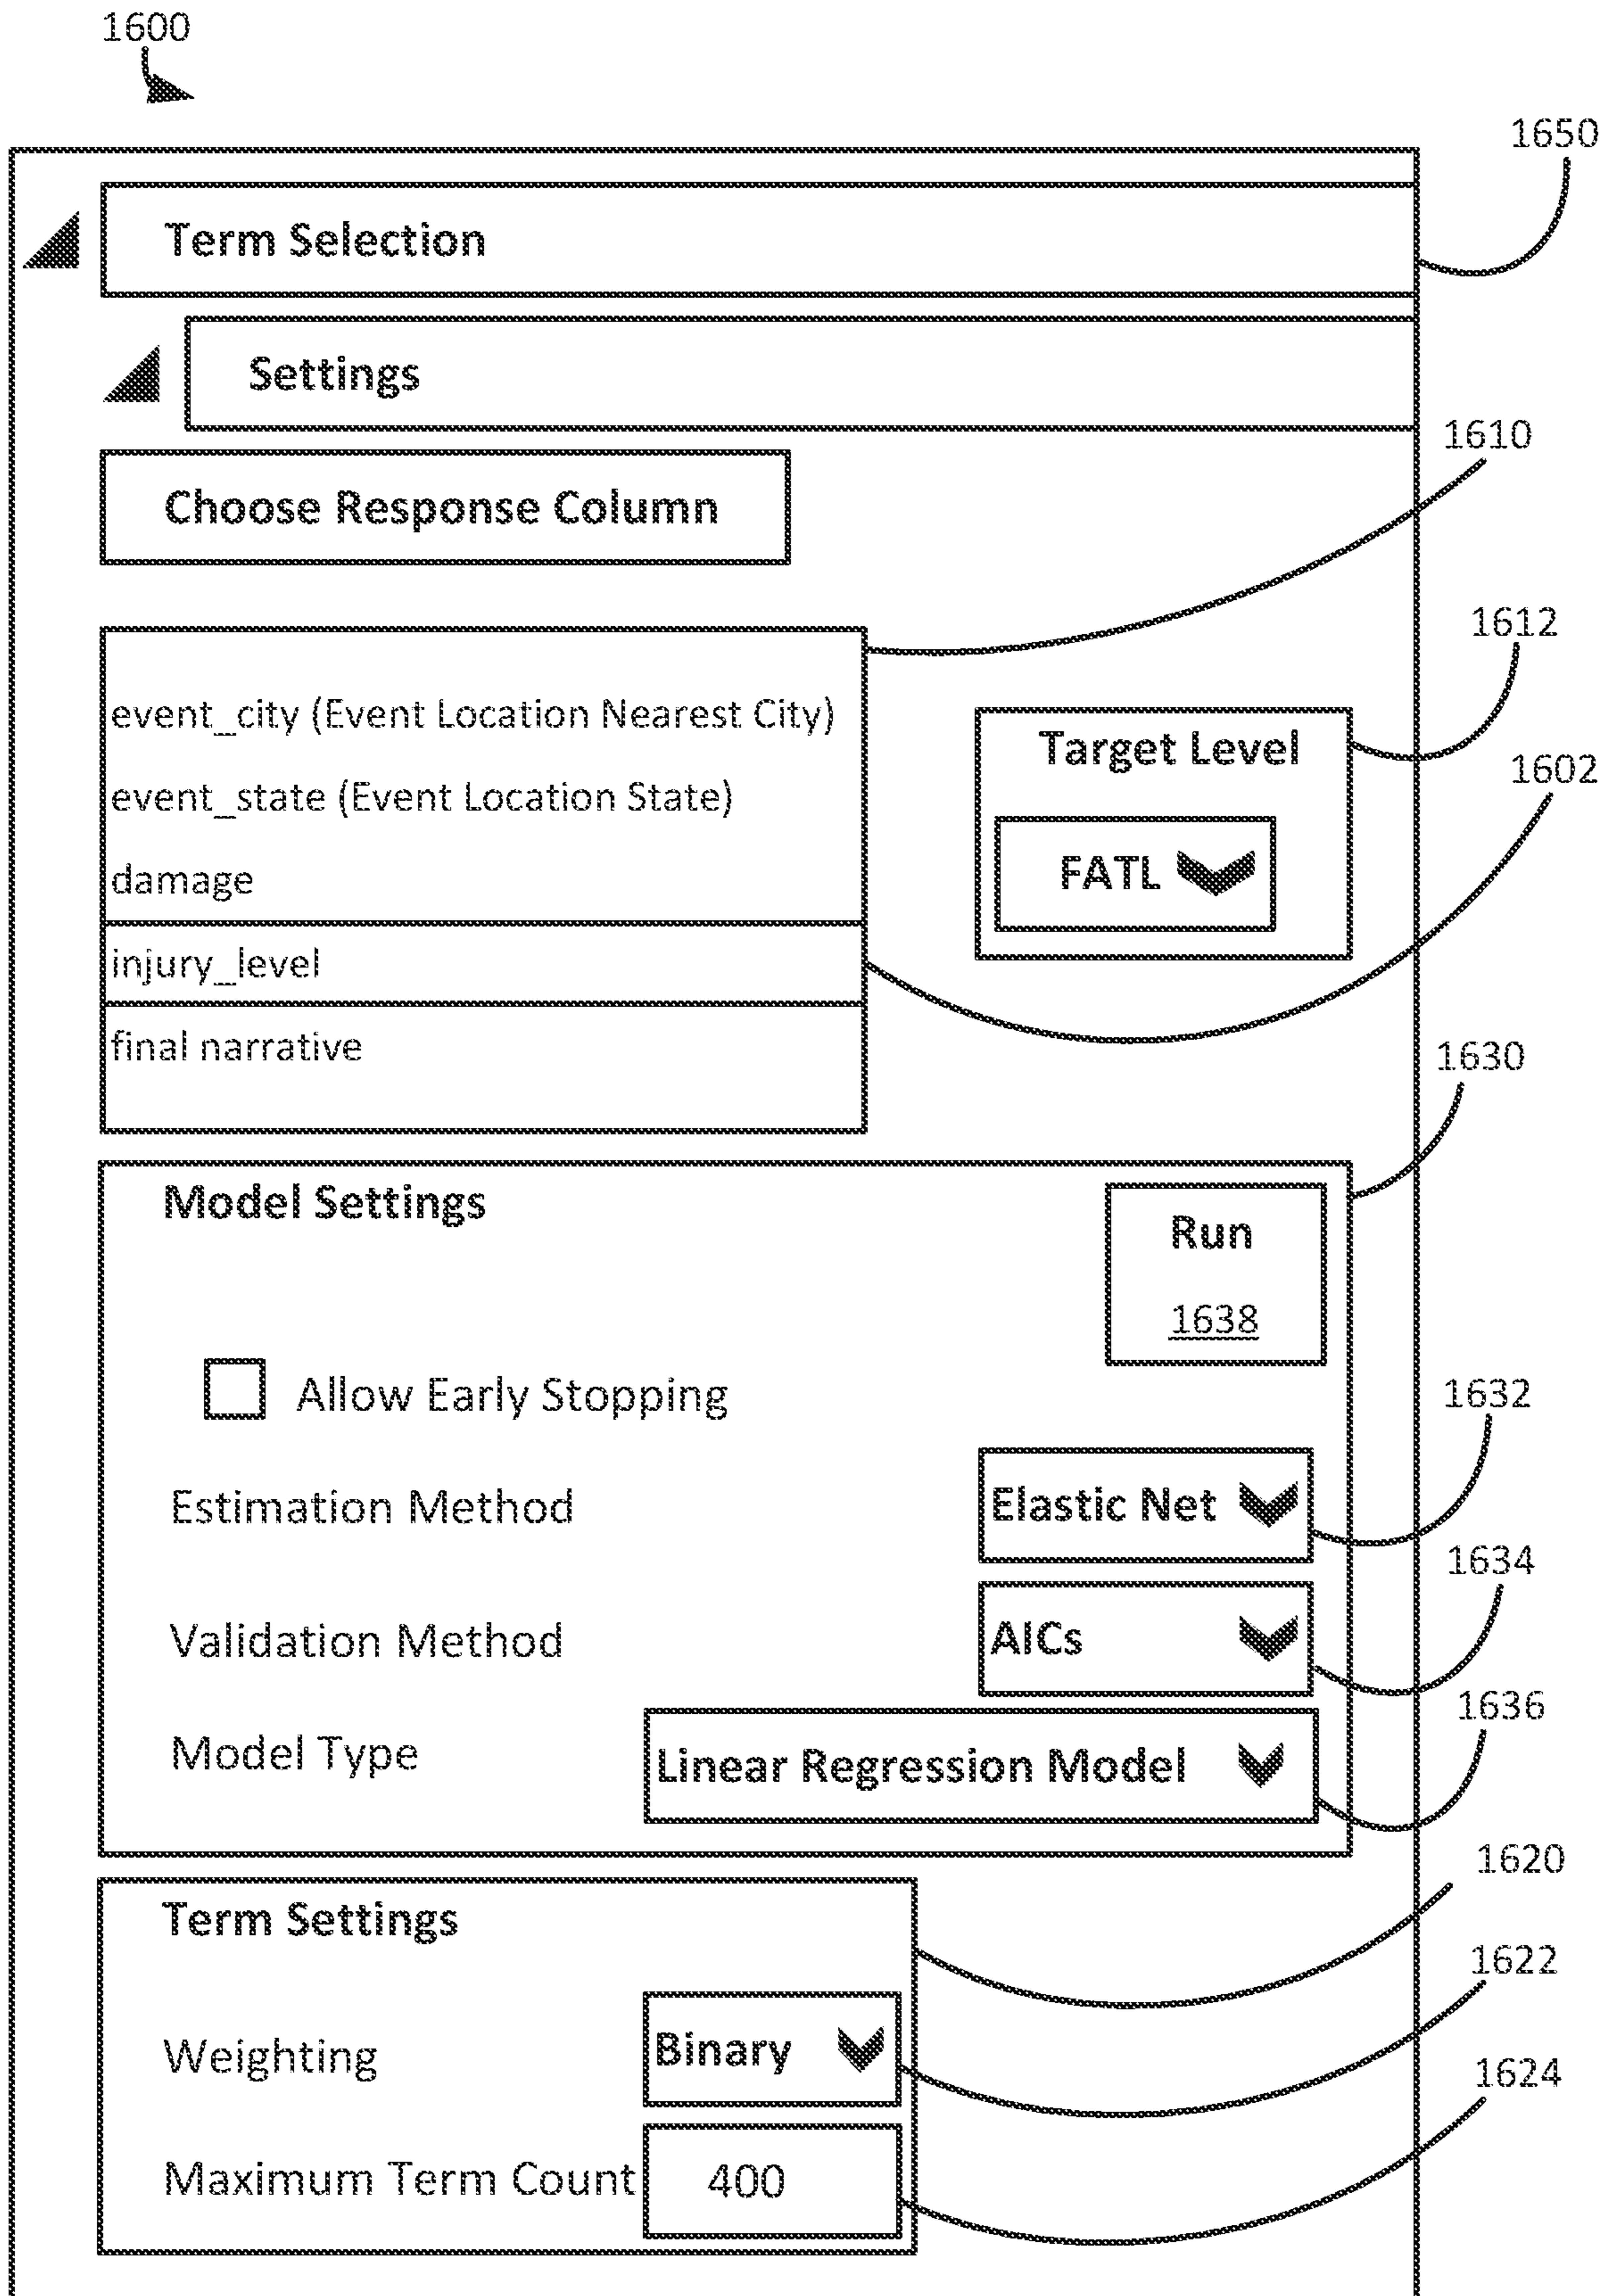 1600
1650
Term Selection
Settings
1610
Choose Response Column
1612
event_city (Event Location Nearest City)
Target Level
1602
event_state (Event Location State)
FATL
damage
injury_level
final narrative
1630
Model Settings
Run
1638
Allow Early Stopping
1632
Estimation Method Elastic Net
1634
Validation Method AICs
1636
Model Type Linear Regression Model
1620
Term Settings
1622
Weighting Binary
1624
Maximum Term Count 400